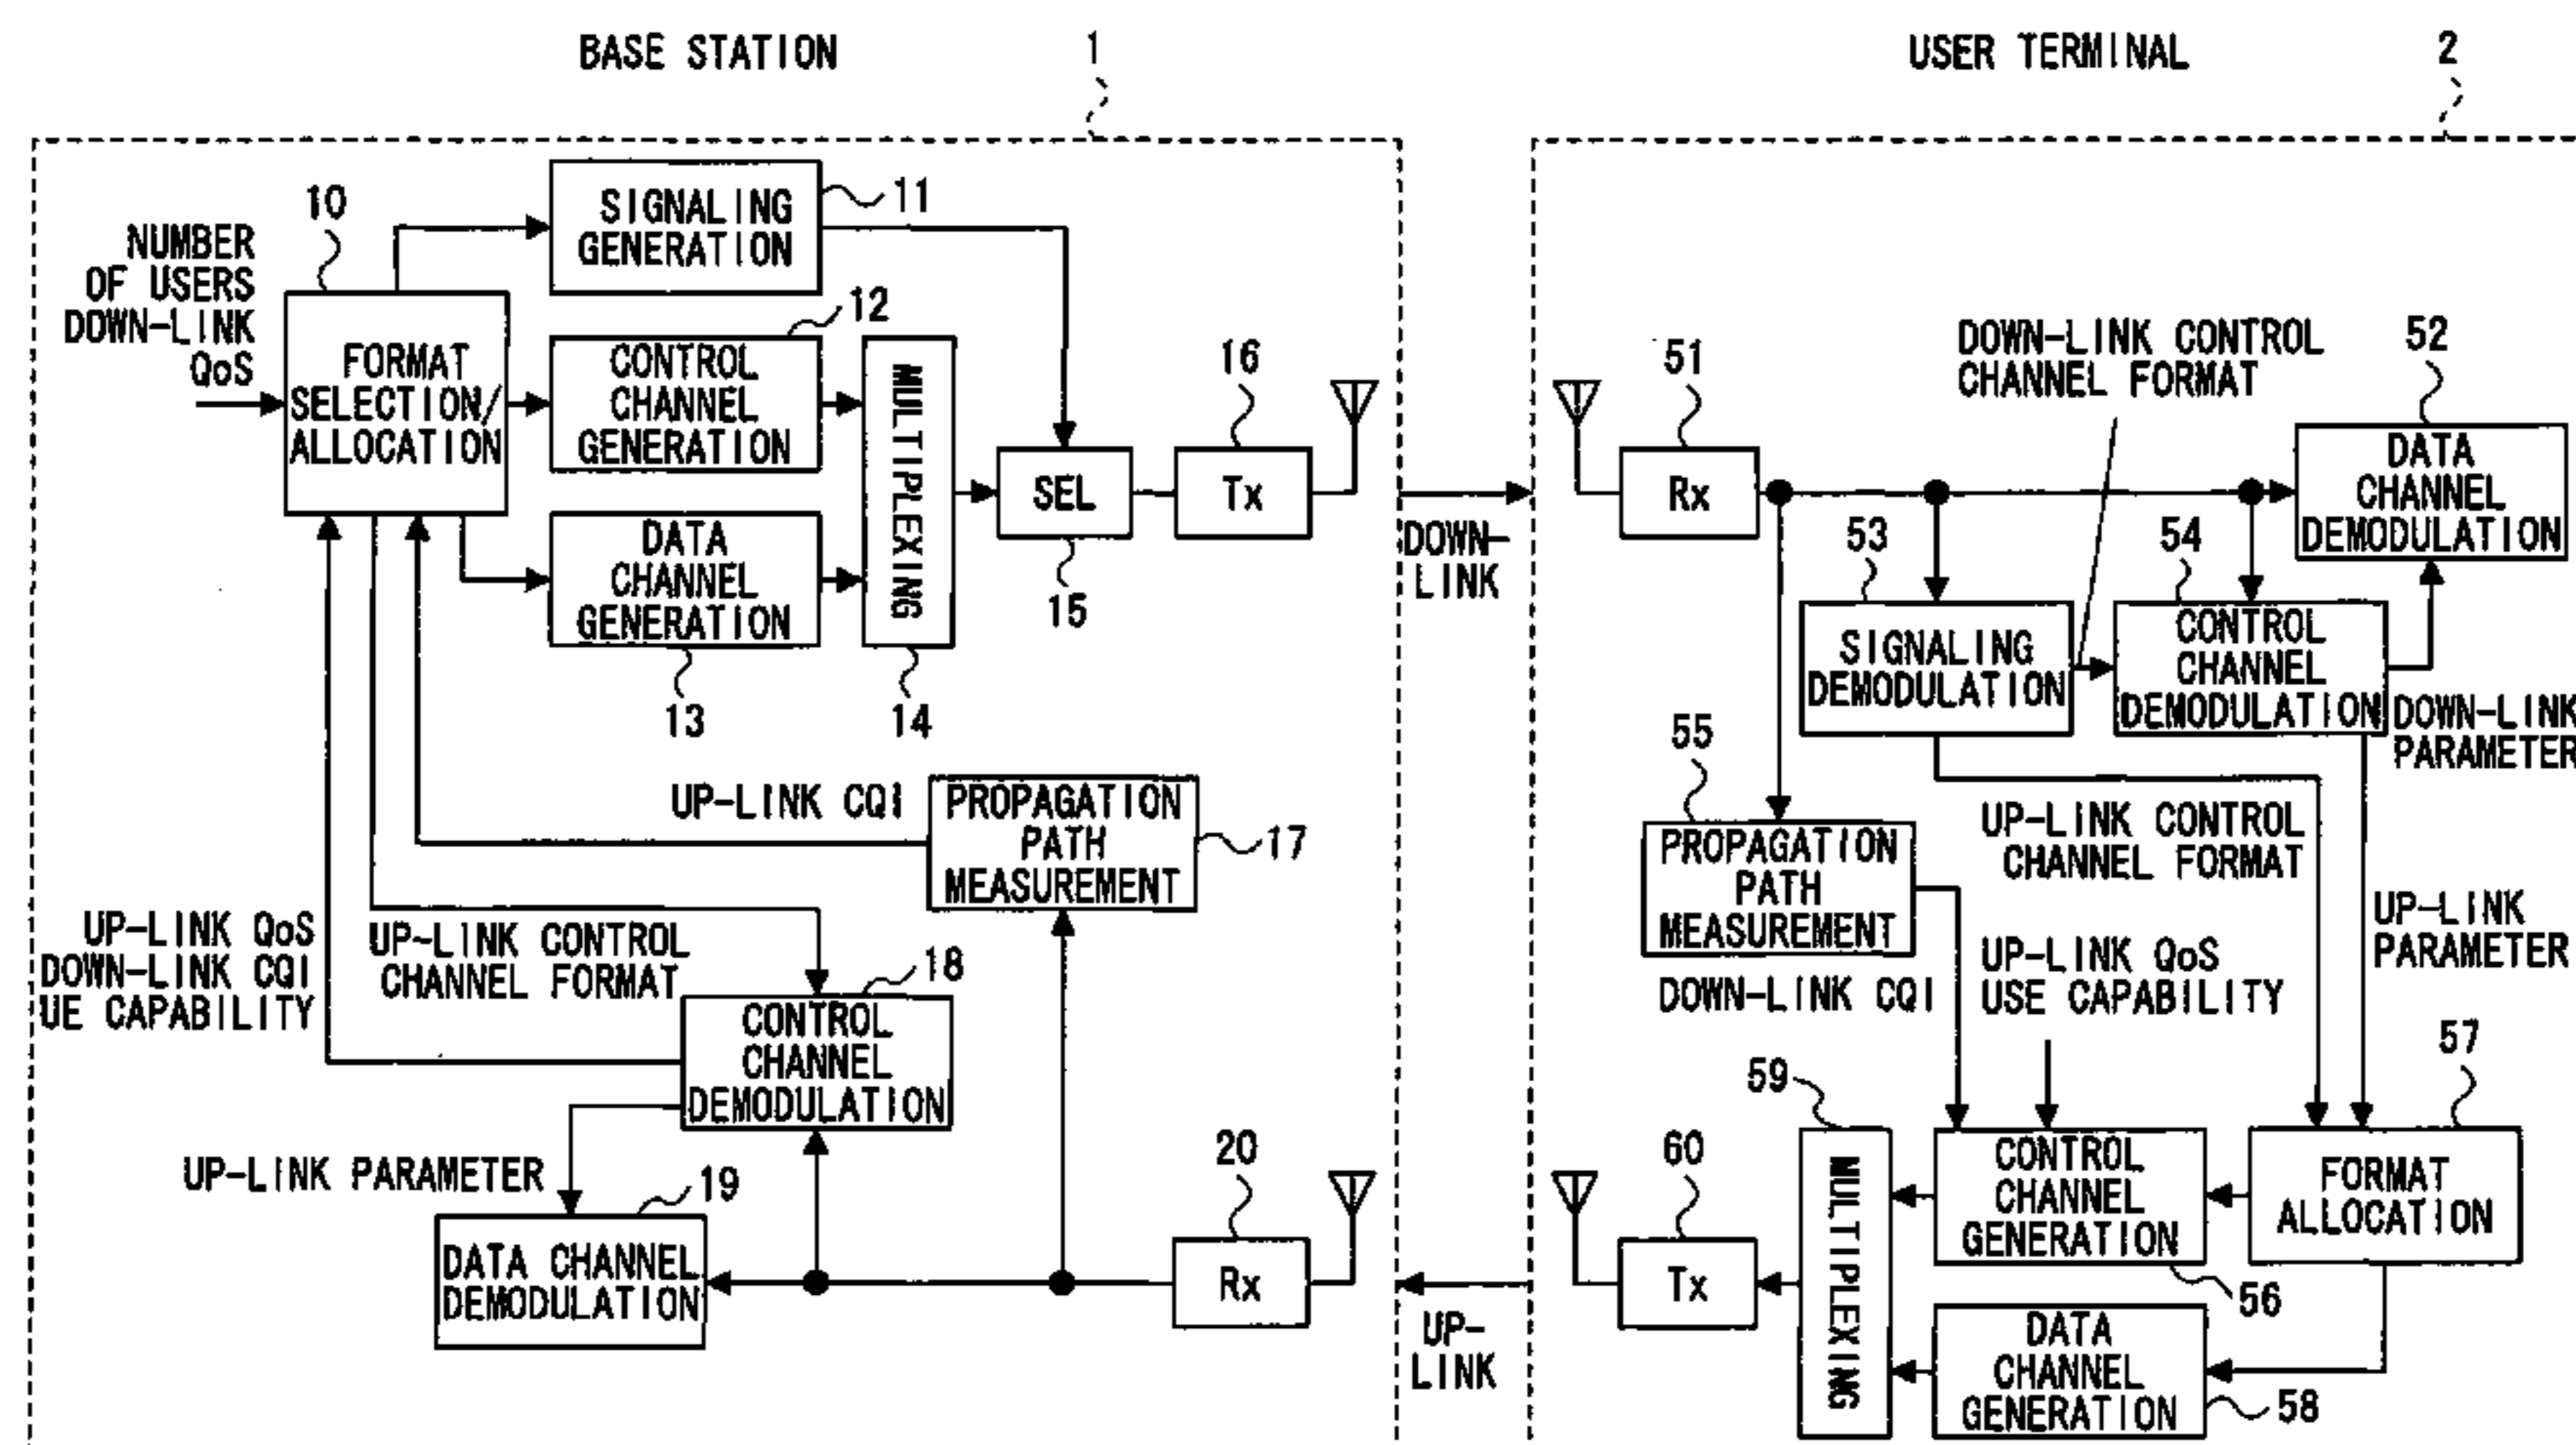 BASE STATION
1
USER TERMINAL
2
NUMBER
OF USERS
DOWN-LINK
QoS
10
FORMAT
SELECTION/
ALLOCATION
SIGNALING
GENERATION
11
CONTROL
CHANNEL
GENERATION
12
DATA
CHANNEL
GENERATION
13
MULTIPLEXING
14
SEL
15
16
Tx
UP-LINK CQI
PROPAGATION
PATH
MEASUREMENT
17
UP-LINK QoS
DOWN-LINK CQI
UE CAPABILITY
UP-LINK CONTROL
CHANNEL FORMAT
18
CONTROL
CHANNEL
DEMODULATION
UP-LINK PARAMETER
19
DATA CHANNEL
DEMODULATION
20
Rx
DOWN-
LINK
UP-
LINK
51
Rx
DOWN-LINK CONTROL
CHANNEL FORMAT
52
DATA
CHANNEL
DEMODULATION
53
SIGNALING
DEMODULATION
54
CONTROL
CHANNEL
DEMODULATION
DOWN-LINK
PARAMETER
55
PROPAGATION
PATH
MEASUREMENT
DOWN-LINK CQI
UP-LINK CONTROL
CHANNEL FORMAT
UP-LINK QoS
USE CAPABILITY
UP-LINK
PARAMETER
57
FORMAT
ALLOCATION
CONTROL
CHANNEL
GENERATION
56
DATA
CHANNEL
GENERATION
58
59
MULTIPLEXING
60
Tx